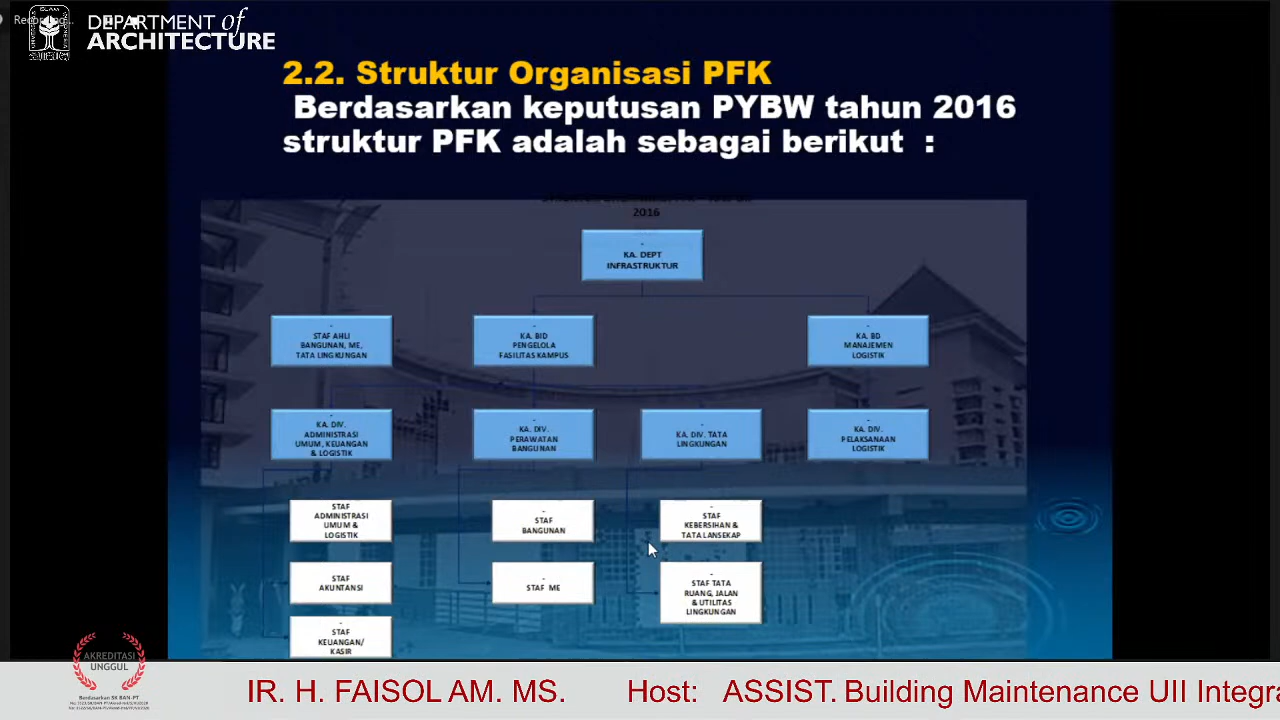 DEPARTMENT of
ARCHITECTURE
2.2. Struktur Organisasi PFK
Berdasarkan keputusan PYBW tahun 2016
struktur PFK adalah sebagai berikut :
2016
KA. DEPT
INFRASTRUKTUR
STAF AHLI
BANGUNAN, ME,
TATA LINGKUNGAN
KA. BID
PENGELOLA
FASILITAS KAMPUS
KA. BD
MANAJEMEN
LOGISTIK
KA. DIV.
ADMINISTRASI
UMUM, KEUANGAN
& LOGISTIK
KA. DIV.
PERAWATAN
BANGUNAN
KA. DIV. TATA
LINGKUNGAN
KA. DIV.
PELAKSANAAN
LOGISTIK
STAF
ADMINISTRASI
UMUM &
LOGISTIK
STAF
BANGUNAN
STAF
KEBERSIHAN &
TATA LANSEKAP
STAF
AKUNTANSI
STAF ME
STAF TATA
RUANG, JALAN
& UTILITAS
LINGKUNGAN
STAF
KEUANGAN/
KASIR
AKREDITASI
UNGGUL
Berdasarkan SK BAN-PT
IR. H. FAISOL AM. MS. Host: ASSIST Building Maintenance UII Integra